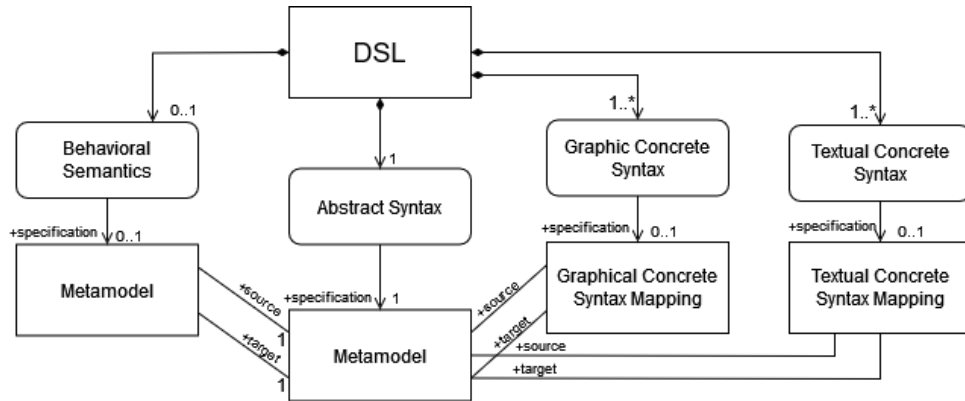 DSL
0..1
1
1..*
1..*
Behavioral
Semantics
Abstract Syntax
Graphic Concrete
Syntax
Textual Concrete
Syntax
+specification
0..1
+specification
1
+specification
0..1
+specification
0..1
Metamodel
Metamodel
Graphical Concrete
Syntax Mapping
Textual Concrete
Syntax Mapping
+source
1
+target
1
+source
+target
+source
+target